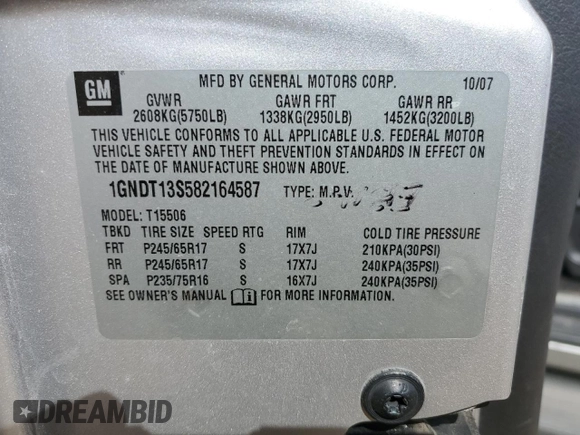 GM
MFD BY GENERAL MOTORS CORP. 10/07
GVWR GAWR FRT GAWR RR
2608KG(5750LB) 1338KG(2950LB) 1452KG(3200LB)
THIS VEHICLE CONFORMS TO ALL APPLICABLE U.S. FEDERAL MOTOR
VEHICLE SAFETY AND THEFT PREVENTION STANDARDS IN EFFECT ON
THE DATE OF MANUFACTURE SHOWN ABOVE.
1GNDT13S582164587 TYPE: M.P.V.
MODEL: T15506
TBKD TIRE SIZE SPEED RTG RIM COLD TIRE PRESSURE
FRT P245/65R17 S 17X7J 210KPA(30PSI)
RR P245/65R17 S 17X7J 240KPA(35PSI)
SPA P235/75R16 S 16X7J 240KPA(35PSI)
SEE OWNER'S MANUAL i FOR MORE INFORMATION.
DREAMBID